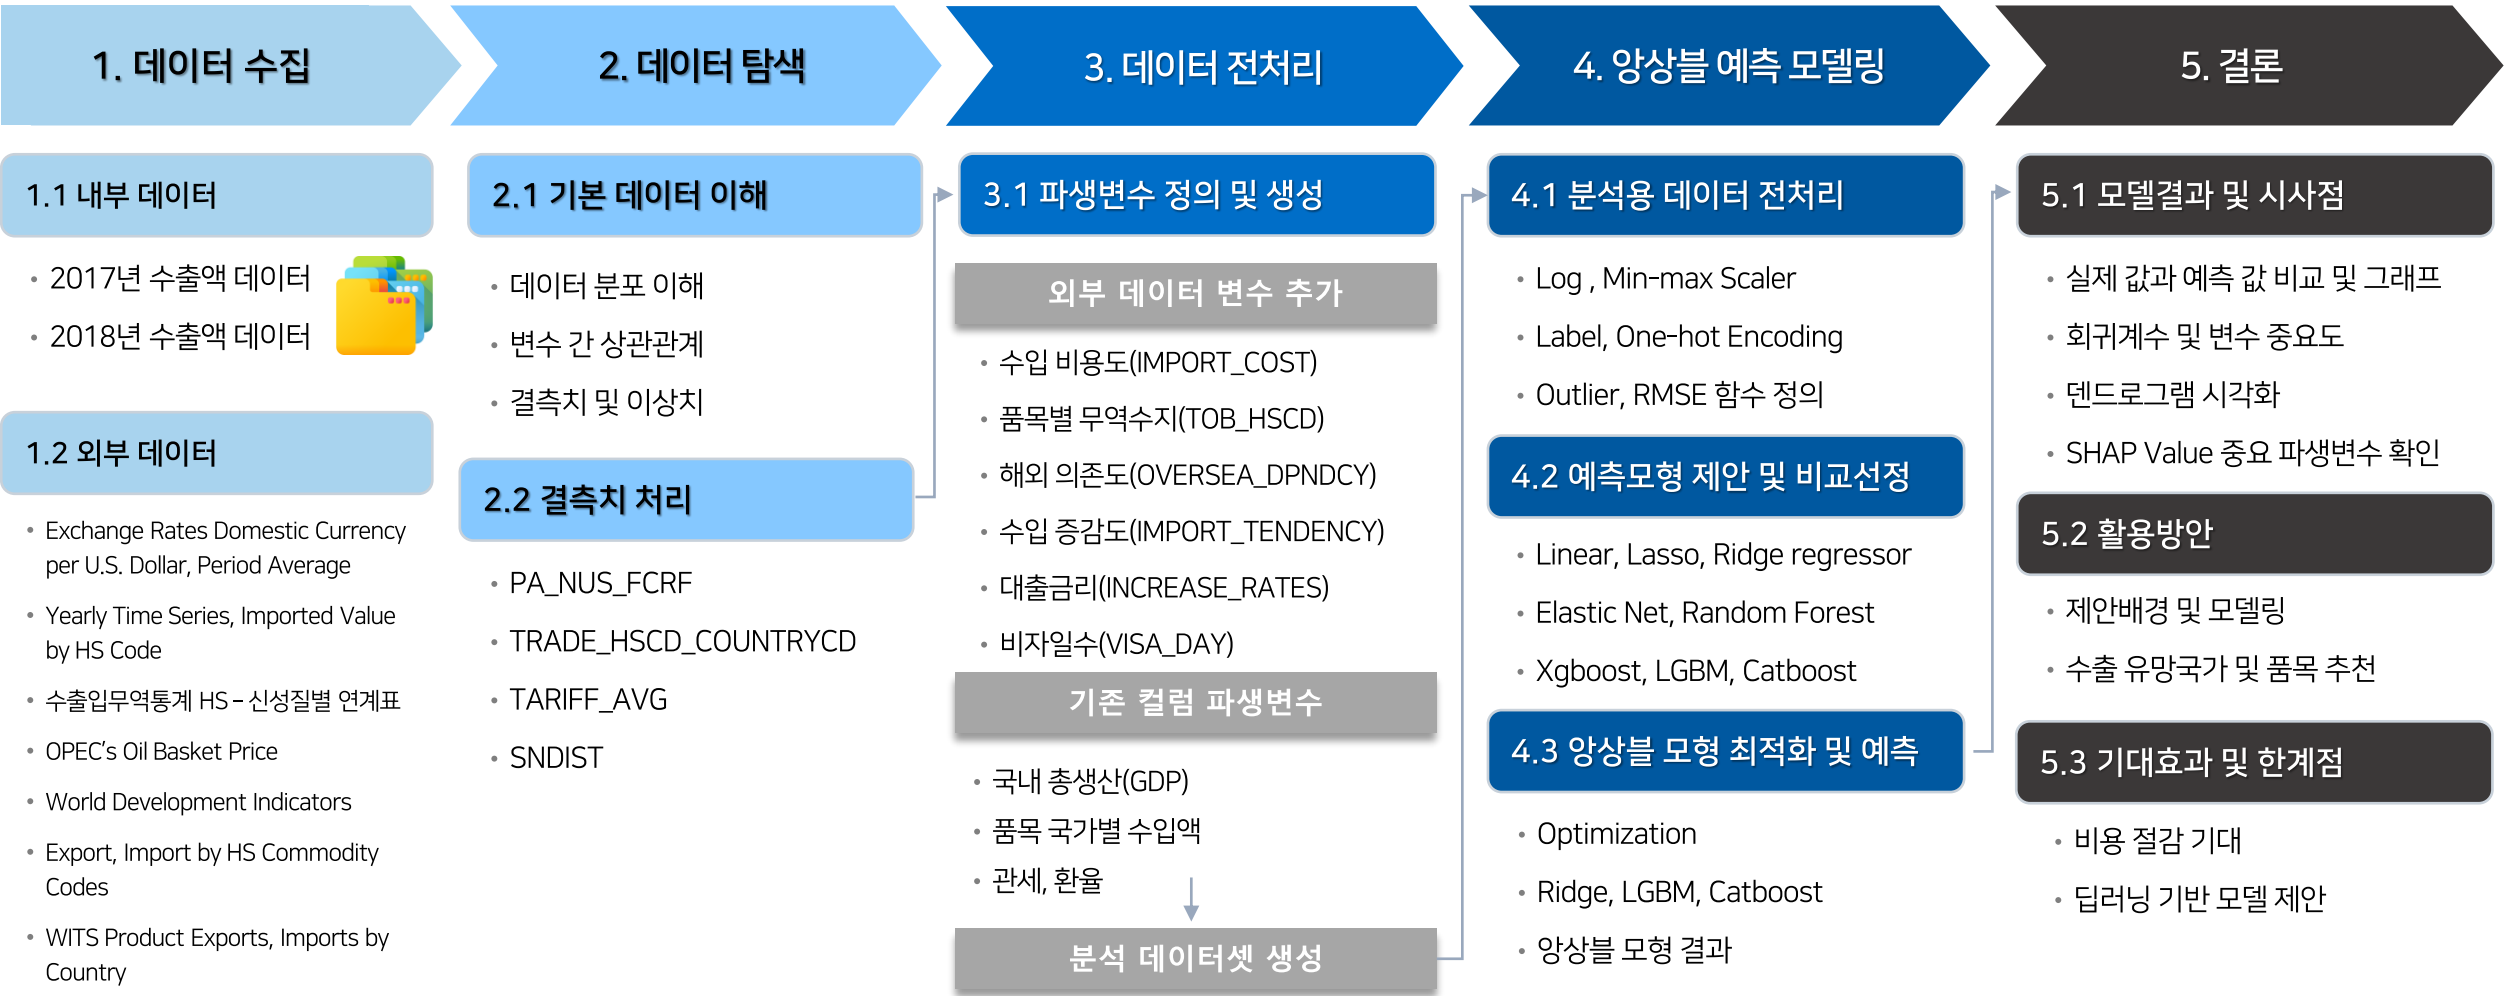 1. 데이터 수집
2. 데이터 탐색
3. 데이터 전처리
4. 앙상블 예측 모델링
5. 결론
1.1 내부 데이터
• 2017년 수출액 데이터
• 2018년 수출액 데이터
1.2 외부 데이터
• Exchange Rates Domestic Currency
per U.S. Dollar, Period Average
• Yearly Time Series, Imported Value
by HS Code
• 수출입무역통계 HS – 신성질별 연계표
• OPEC's Oil Basket Price
• World Development Indicators
• Export, Import by HS Commodity
Codes
• WITS Product Exports, Imports by
Country
2.1 기본 데이터 이해
• 데이터 분포 이해
• 변수 간 상관관계
• 결측치 및 이상치
2.2 결측치 처리
• PA_NUS_FCRF
• TRADE_HSCD_COUNTRYCD
• TARIFF_AVG
• SNDIST
3.1 파생변수 정의 및 생성
외부 데이터 변수 추가
• 수입 비용도(IMPORT_COST)
• 품목별 무역수지(TOB_HSCD)
• 해외 의존도(OVERSEA_DPNDCY)
• 수입 증감도(IMPORT_TENDENCY)
• 대출금리(INCREASE_RATES)
• 비자일수(VISA_DAY)
기존 컬럼 파생변수
• 국내 총생산(GDP)
• 품목 국가별 수입액
• 관세, 환율
분석 데이터셋 생성
4.1 분석용 데이터 전처리
• Log , Min-max Scaler
• Label, One-hot Encoding
• Outlier, RMSE 함수 정의
4.2 예측모형 제안 및 비교선정
• Linear, Lasso, Ridge regressor
• Elastic Net, Random Forest
• Xgboost, LGBM, Catboost
4.3 앙상블 모형 최적화 및 예측
• Optimization
• Ridge, LGBM, Catboost
• 앙상블 모형 결과
5.1 모델결과 및 시사점
• 실제 값과 예측 값 비교 및 그래프
• 회귀계수 및 변수 중요도
• 덴드로그램 시각화
• SHAP Value 중요 파생변수 확인
5.2 활용방안
• 제안배경 및 모델링
• 수출 유망국가 및 품목 추천
5.3 기대효과 및 한계점
• 비용 절감 기대
• 딥러닝 기반 모델 제안